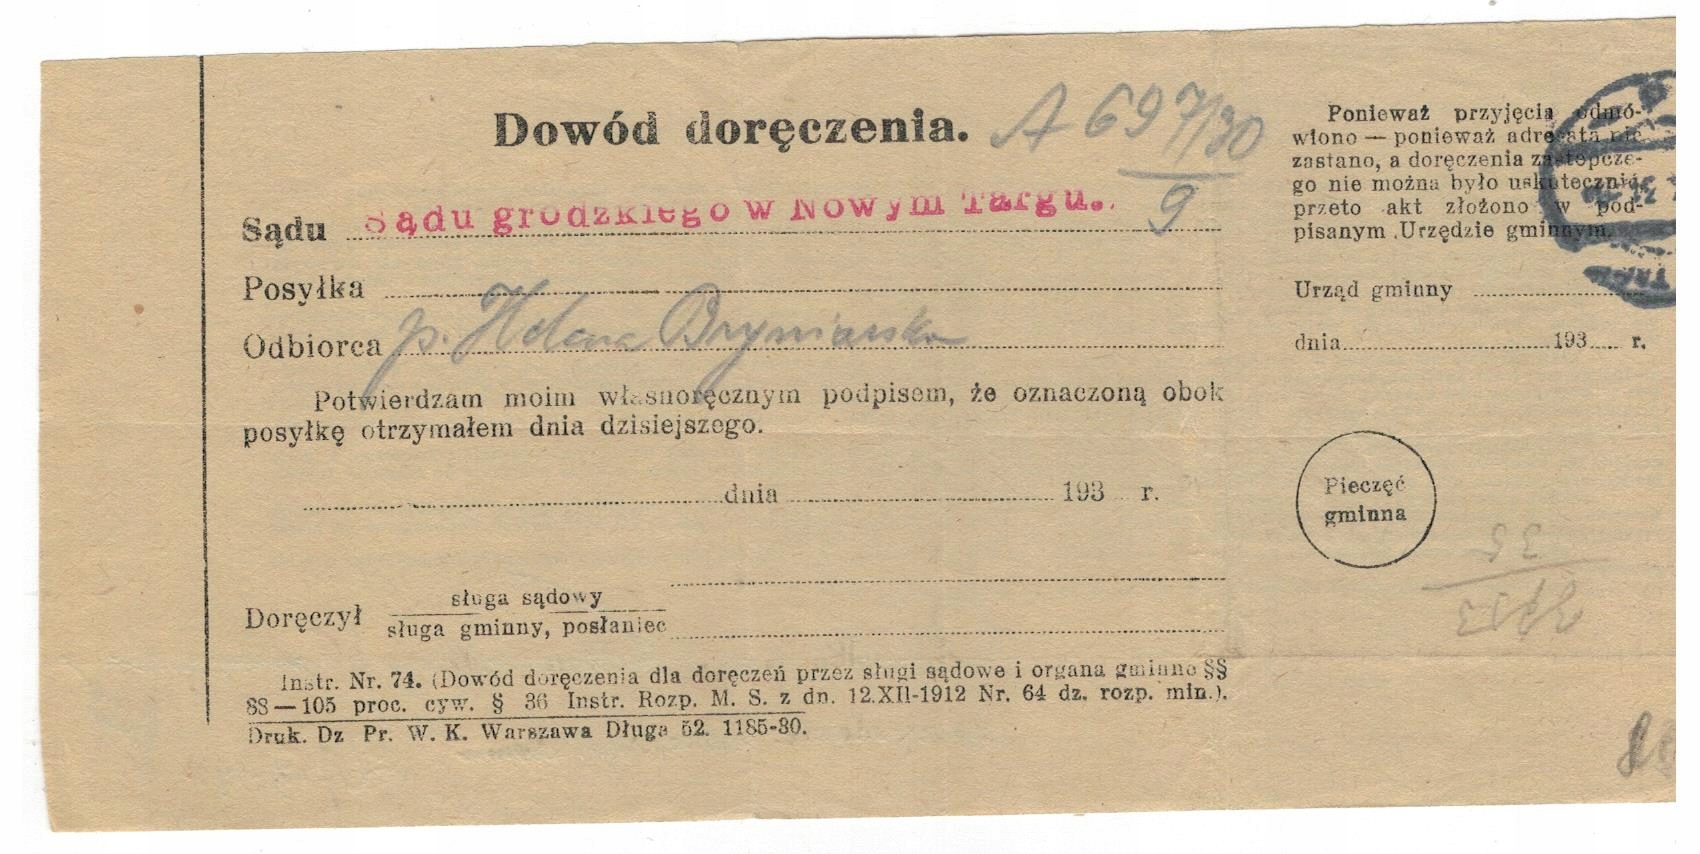 Dowód doręczenia. A 697/30
9
Sądu Sądu grodzkiego w Nowym Targu.
Posyłka
Odbiorca p. Helena Bryniarska
Potwierdzam moim własnoręcznym podpisem, że oznaczoną obok
posyłkę otrzymałem dnia dzisiejszego.
dnia 193 r.
Doręczył sługa sądowy
sługa gminny, posłaniec
Instr. Nr. 74. (Dowód doręczenia dla doręczeń przez sługi sądowe i organa gminne §§
88—105 proc. cyw. § 36 Instr. Rozp. M. S. z dn. 12.XII-1912 Nr. 64 dz. rozp. min.).
Druk. Dz Pr. W. K. Warszawa Długa 52. 1185-30.
Ponieważ przyjęcia odmó-
wiono — ponieważ adresata nie
zastano, a doręczenia zastępcze-
go nie można było uskutecznić,
przeto akt złożono w pod-
pisanym Urzędzie gminnym.
Urząd gminny
dnia 193 r.
Pieczęć
gminna
35